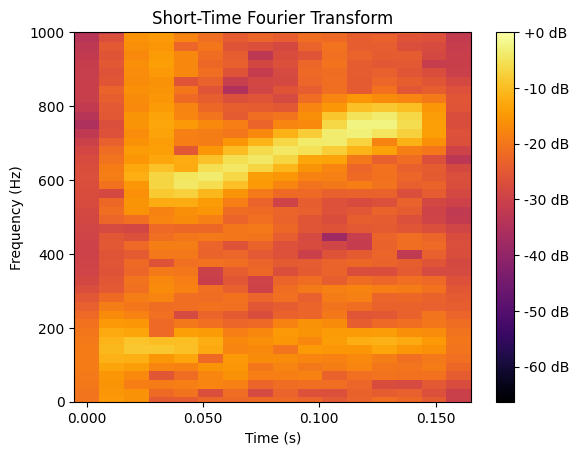 Short-Time Fourier Transform
1000
800
600
400
200
0
Frequency (Hz)
0.000
0.050
0.100
0.150
Time (s)
+0 dB
-10 dB
-20 dB
-30 dB
-40 dB
-50 dB
-60 dB